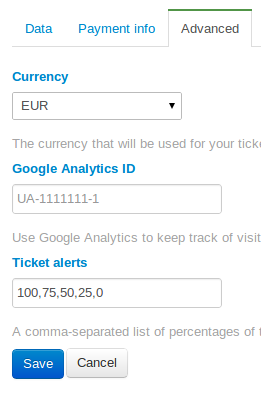 Data Payment info Advanced
Currency
EUR
The currency that will be used for your
Google Analytics ID
UA-1111111-1
Use Google Analytics to keep track of
Ticket alerts
100,75,50,25,0
A comma-separated list of percentages of
Save Cancel